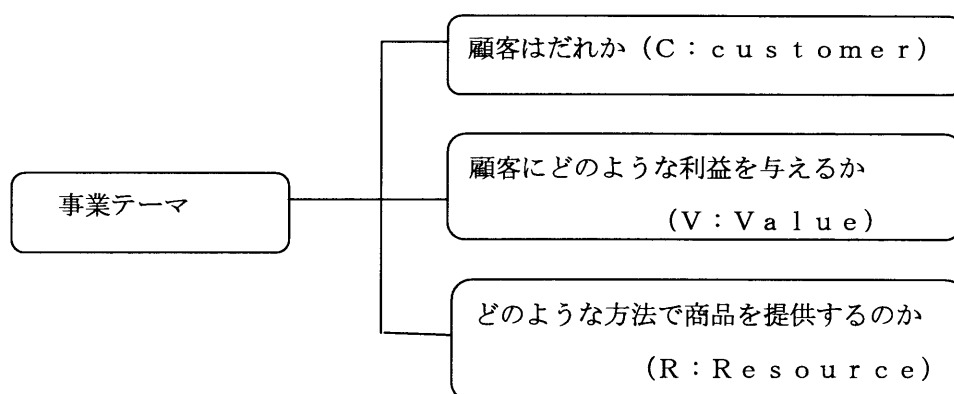 顧客はだれか（Ｃ：ｃｕｓｔｏｍｅｒ）
事業テーマ
顧客にどのような利益を与えるか
（Ｖ：Ｖａｌｕｅ）
どのような方法で商品を提供するのか
（Ｒ：Ｒｅｓｏｕｒｃｅ）